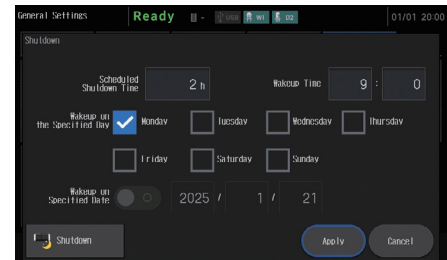 General Settings Ready - USB W1 D2 01/01 20:00
Shutdown
Scheduled Shutdown Time 2 h Wakeup Time 9 : 0
Wakeup on the Specified Day Monday Tuesday Wednesday Thursday
Friday Saturday Sunday
Wakeup on Specified Date 2025 / 1 / 21
Shutdown Apply Cancel